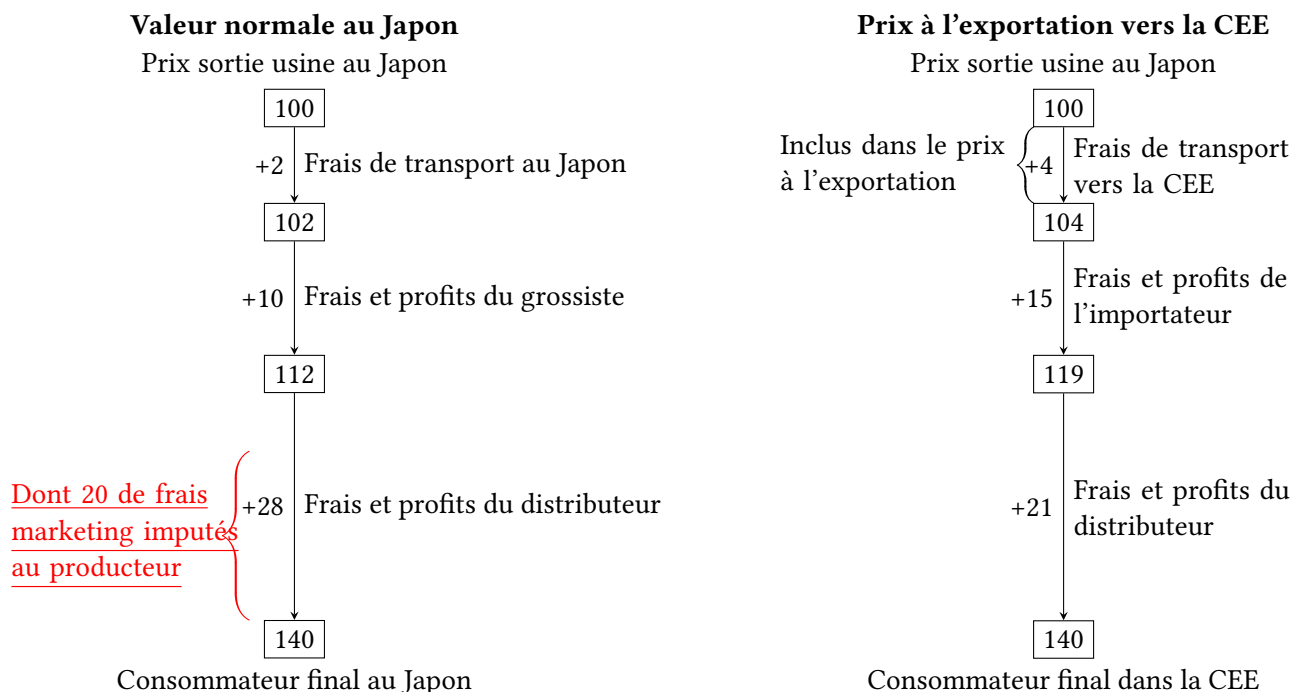 Valeur normale au Japon
Prix sortie usine au Japon
100
+2 Frais de transport au Japon
102
+10 Frais et profits du grossiste
112
Dont 20 de frais
marketing imputés
au producteur
+28 Frais et profits du distributeur
140
Consommateur final au Japon
Prix à l'exportation vers la CEE
Prix sortie usine au Japon
100
Inclus dans le prix
à l'exportation
+4
Frais de transport
vers la CEE
104
+15
Frais et profits de
l'importateur
119
+21
Frais et profits du
distributeur
140
Consommateur final dans la CEE